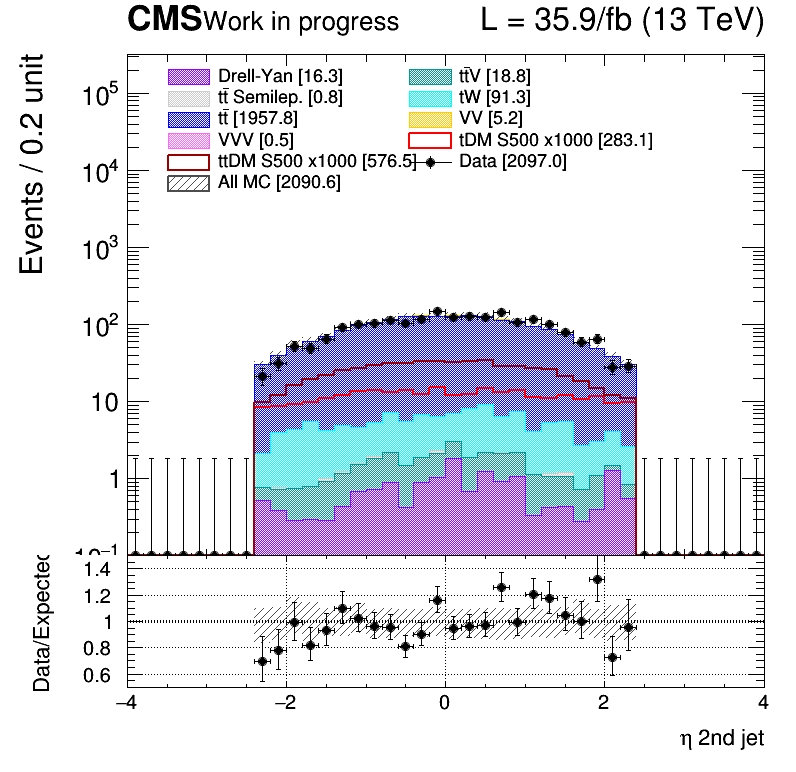 CMS Work in progress L = 35.9/fb (13 TeV)
Events / 0.2 unit
Drell-Yan [16.3] tt̄V [18.8]
tt̄ Semilep. [0.8] tW [91.3]
tt̄ [1957.8] VV [5.2]
VVV [0.5] tDM S500 x1000 [283.1]
ttDM S500 x1000 [576.5] Data [2097.0]
All MC [2090.6]
10⁵
10⁴
10³
10²
10
1
10⁻¹
Data/Expected
1.4
1.2
1
0.8
0.6
−4 −2 0 2 4
η 2nd jet